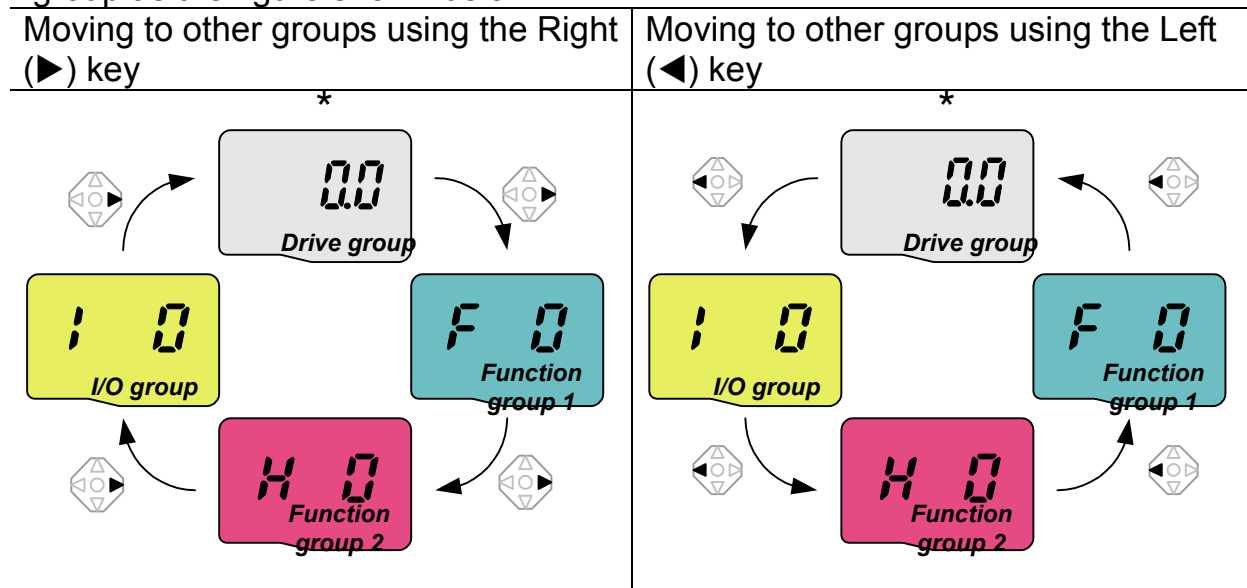 Moving to other groups using the Right
(▶) key
Moving to other groups using the Left
(◀) key
*
0.0
Drive group
I 0
I/O group
F 0
Function
group 1
H 0
Function
group 2
*
0.0
Drive group
I 0
I/O group
F 0
Function
group 1
H 0
Function
group 2